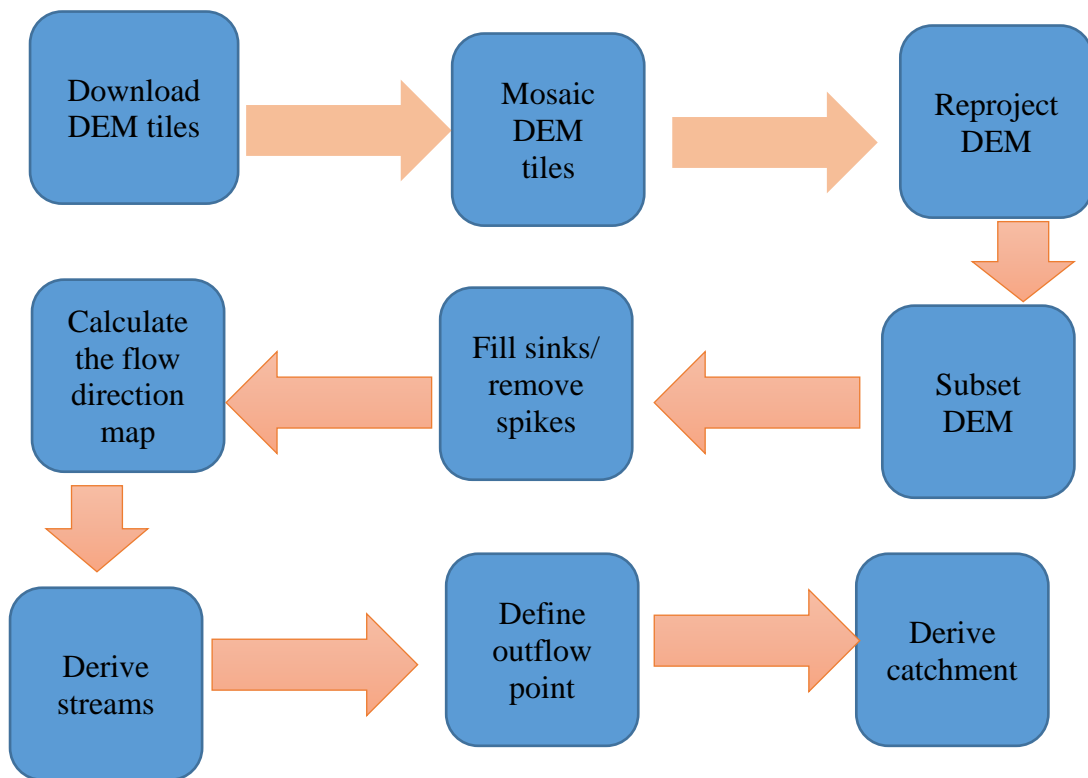 Download
DEM tiles
Mosaic
DEM
tiles
Reproject
DEM
Subset
DEM
Fill sinks/
remove
spikes
Calculate
the flow
direction
map
Derive
streams
Define
outflow
point
Derive
catchment